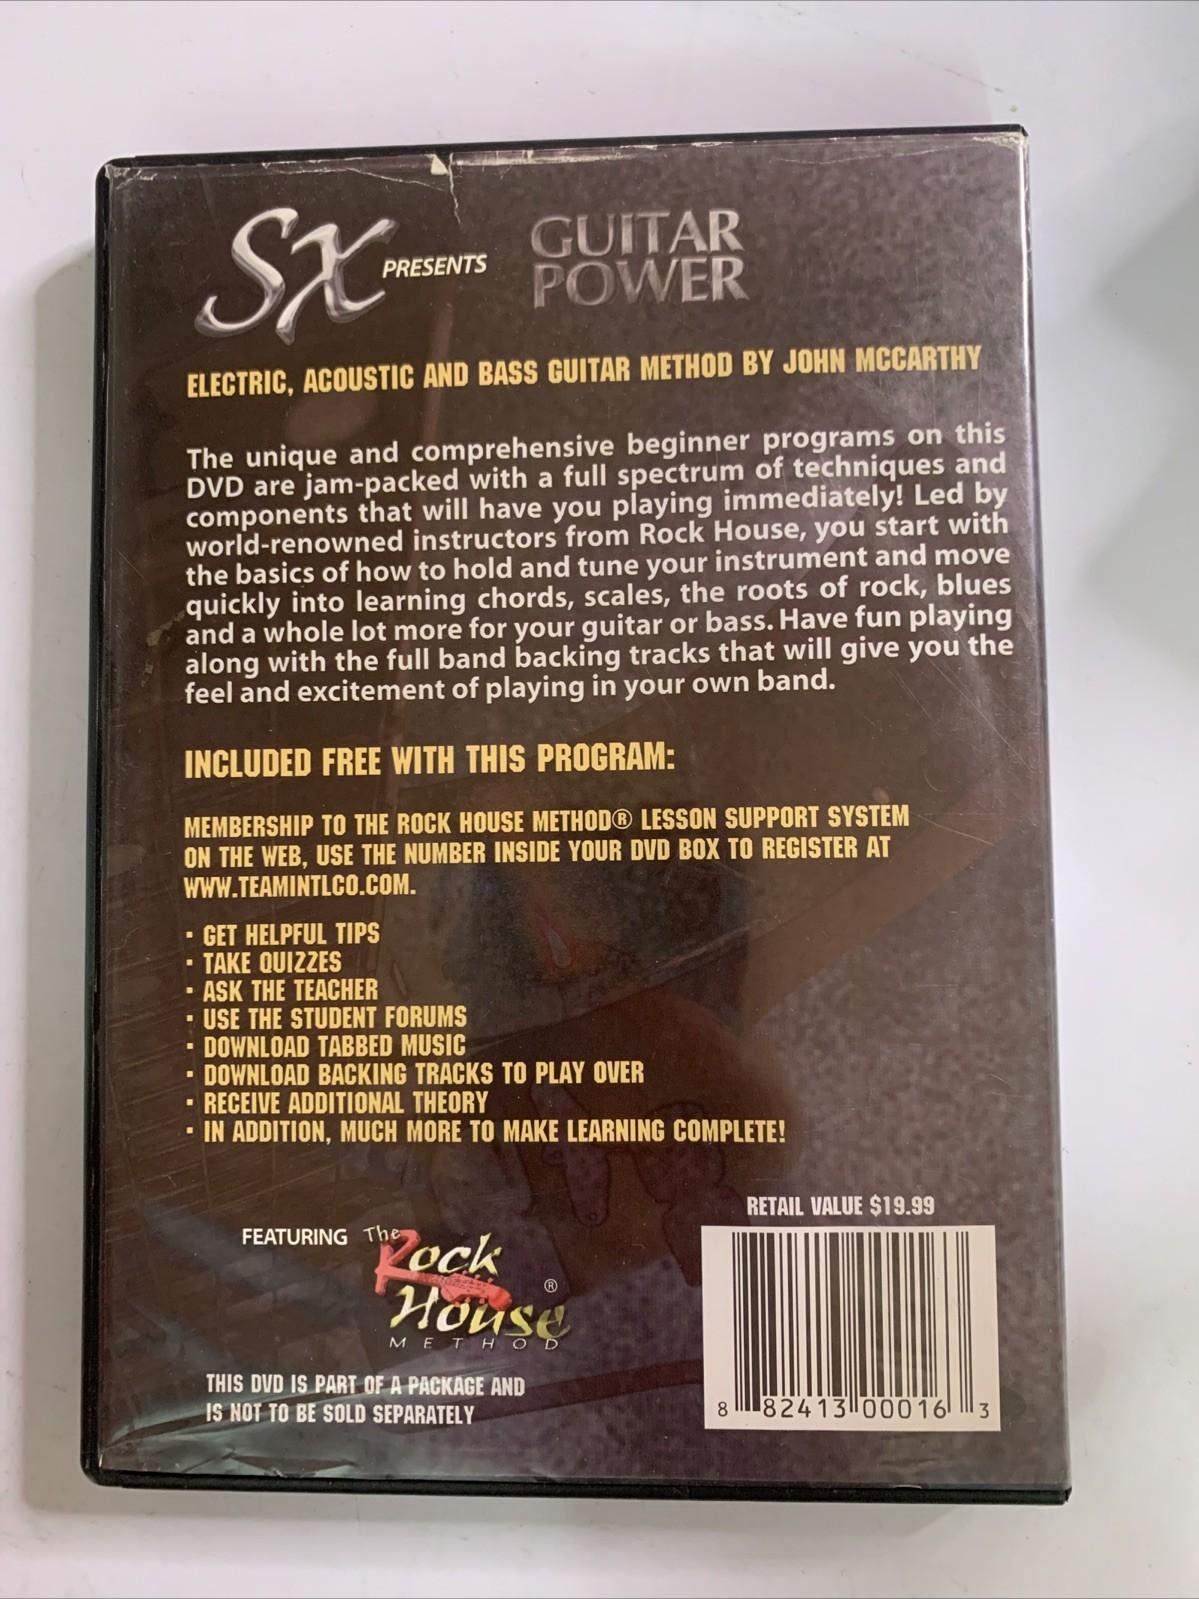 SX PRESENTS
GUITAR
POWER
ELECTRIC, ACOUSTIC AND BASS GUITAR METHOD BY JOHN MCCARTHY
The unique and comprehensive beginner programs on this
DVD are jam-packed with a full spectrum of techniques and
components that will have you playing immediately! Led by
world-renowned instructors from Rock House, you start with
the basics of how to hold and tune your instrument and move
quickly into learning chords, scales, the roots of rock, blues
and a whole lot more for your guitar or bass. Have fun playing
along with the full band backing tracks that will give you the
feel and excitement of playing in your own band.
INCLUDED FREE WITH THIS PROGRAM:
MEMBERSHIP TO THE ROCK HOUSE METHOD® LESSON SUPPORT SYSTEM
ON THE WEB, USE THE NUMBER INSIDE YOUR DVD BOX TO REGISTER AT
WWW.TEAMINTLCO.COM.
· GET HELPFUL TIPS
· TAKE QUIZZES
· ASK THE TEACHER
· USE THE STUDENT FORUMS
· DOWNLOAD TABBED MUSIC
· DOWNLOAD BACKING TRACKS TO PLAY OVER
· RECEIVE ADDITIONAL THEORY
· IN ADDITION, MUCH MORE TO MAKE LEARNING COMPLETE!
FEATURING The
Rock
House ®
METHOD
THIS DVD IS PART OF A PACKAGE AND
IS NOT TO BE SOLD SEPARATELY
RETAIL VALUE $19.99
8 82413 00016 3